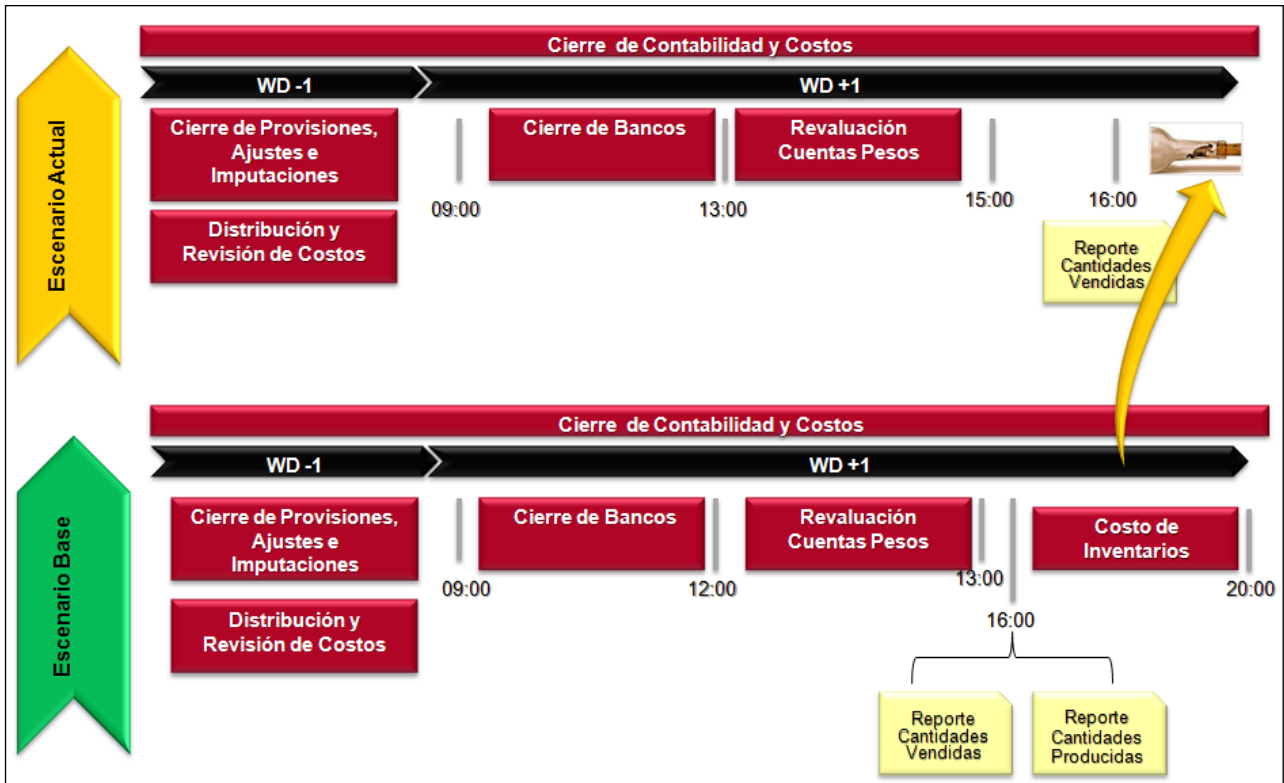 Cierre de Contabilidad y Costos
WD -1
WD +1
Escenario Actual
Cierre de Provisiones,
Ajustes e
Imputaciones
Distribución y
Revisión de Costos
Cierre de Bancos
Revaluación
Cuentas Pesos
09:00
13:00
15:00
16:00
Reporte
Cantidades
Vendidas
Cierre de Contabilidad y Costos
WD -1
WD +1
Escenario Base
Cierre de Provisiones,
Ajustes e
Imputaciones
Distribución y
Revisión de Costos
Cierre de Bancos
Revaluación
Cuentas Pesos
Costo de
Inventarios
09:00
12:00
13:00
20:00
16:00
Reporte
Cantidades
Vendidas
Reporte
Cantidades
Producidas